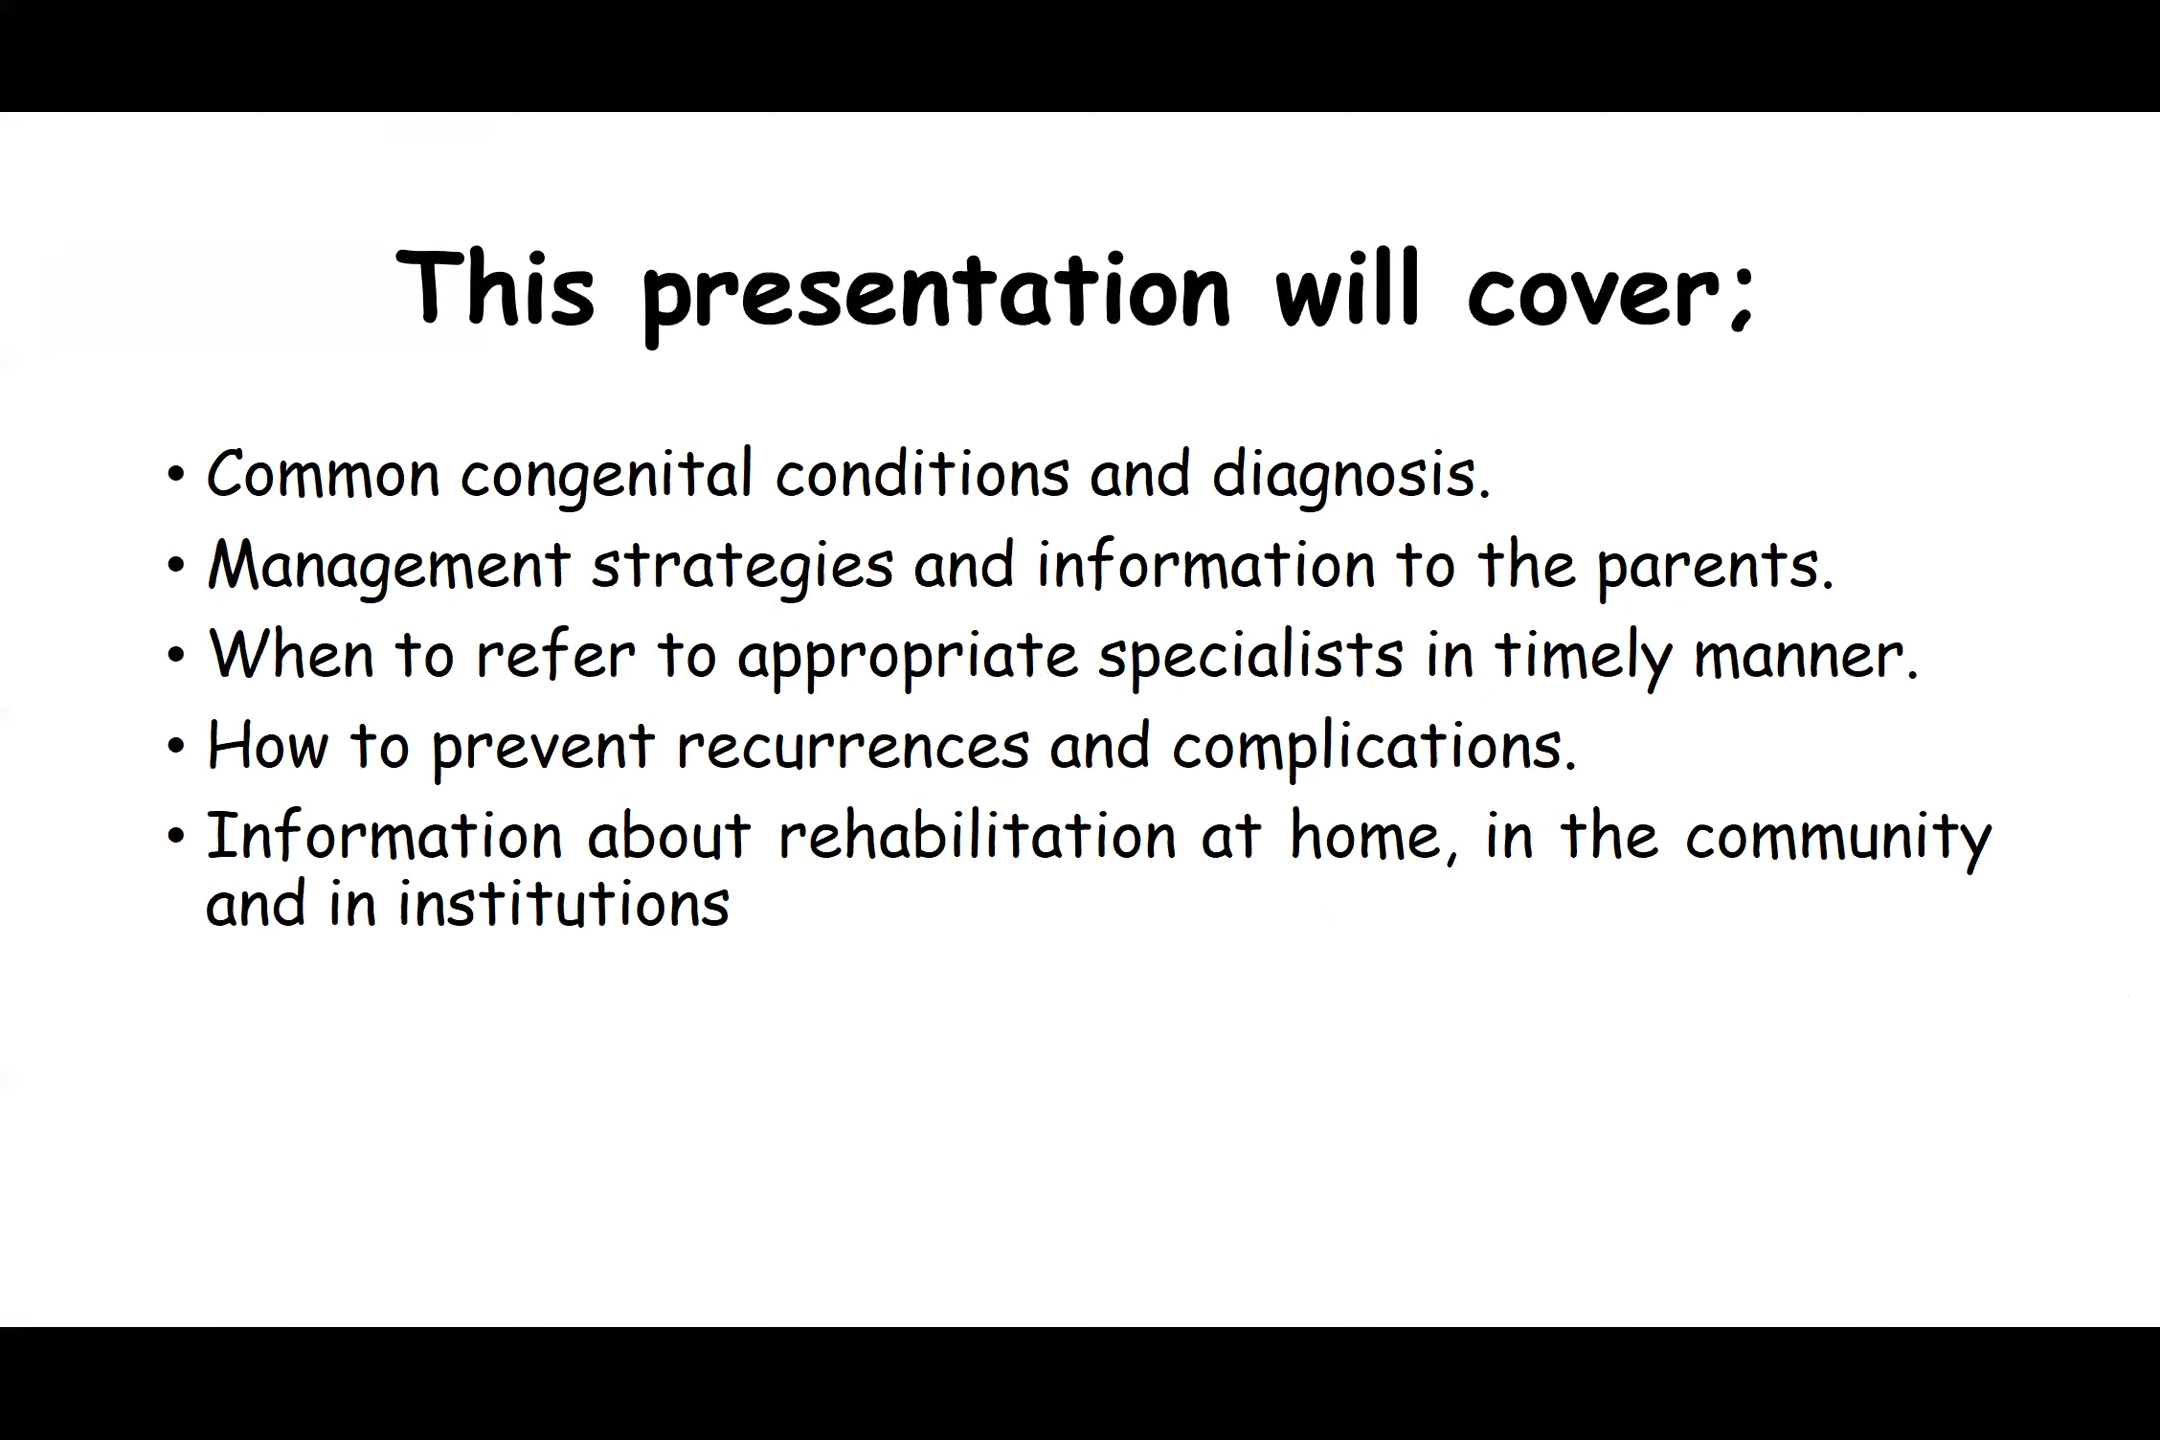 This presentation will cover;
• Common congenital conditions and diagnosis.
• Management strategies and information to the parents.
• When to refer to appropriate specialists in timely manner.
• How to prevent recurrences and complications.
• Information about rehabilitation at home, in the community
and in institutions